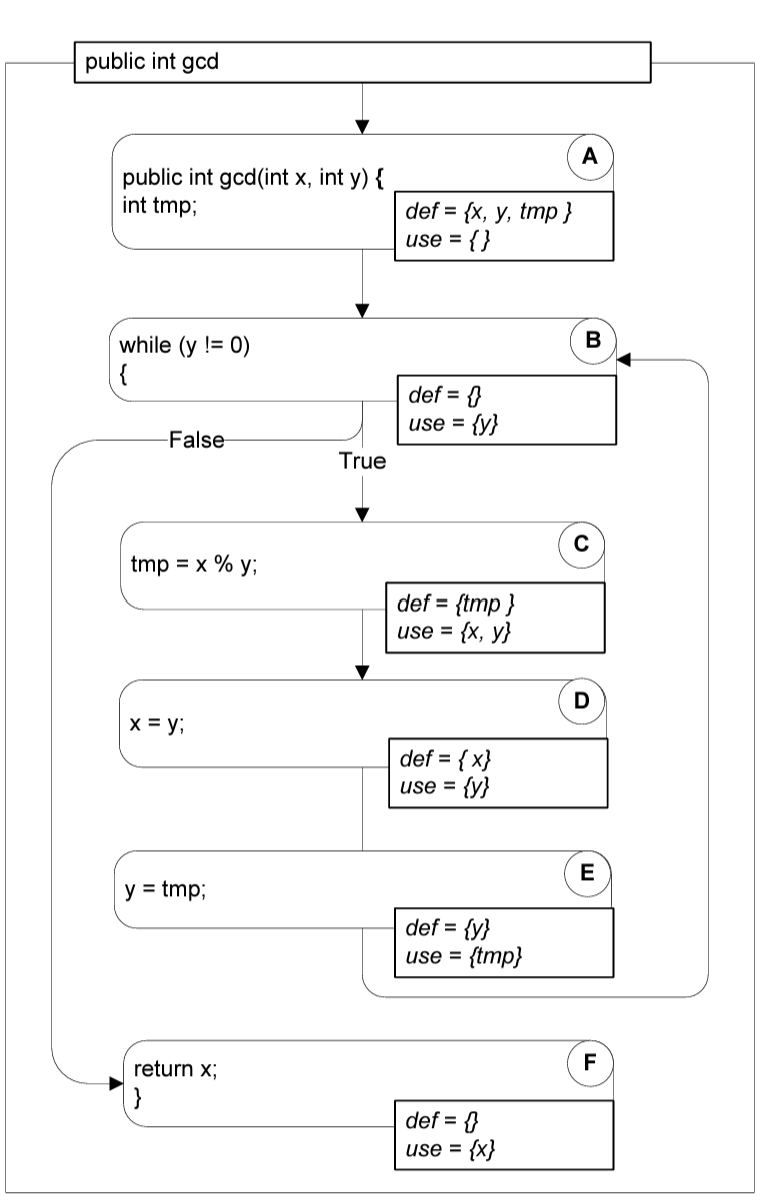 public int gcd
A
public int gcd(int x, int y) {
int tmp;
def = {x, y, tmp }
use = { }
B
while (y != 0)
{
def = {}
use = {y}
False
True
C
tmp = x % y;
def = {tmp }
use = {x, y}
D
x = y;
def = { x}
use = {y}
E
y = tmp;
def = {y}
use = {tmp}
F
return x;
}
def = {}
use = {x}